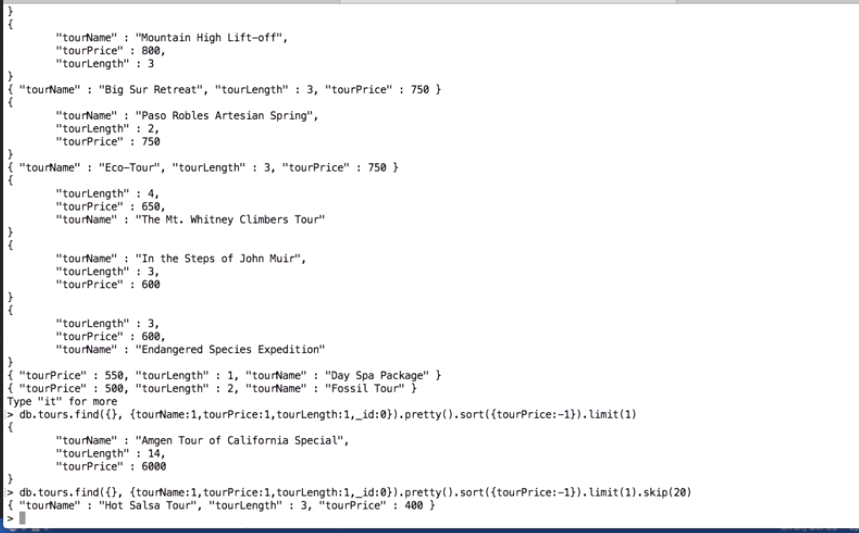 }
{
        "tourName" : "Mountain High Lift-off",
        "tourPrice" : 800,
        "tourLength" : 3
}
{ "tourName" : "Big Sur Retreat", "tourLength" : 3, "tourPrice" : 750 }
{
        "tourName" : "Paso Robles Artesian Spring",
        "tourLength" : 2,
        "tourPrice" : 750
}
{ "tourName" : "Eco-Tour", "tourLength" : 3, "tourPrice" : 750 }
{
        "tourLength" : 4,
        "tourPrice" : 650,
        "tourName" : "The Mt. Whitney Climbers Tour"
}
{
        "tourName" : "In the Steps of John Muir",
        "tourLength" : 3,
        "tourPrice" : 600
}
{
        "tourLength" : 3,
        "tourPrice" : 600,
        "tourName" : "Endangered Species Expedition"
}
{ "tourPrice" : 550, "tourLength" : 1, "tourName" : "Day Spa Package" }
{ "tourPrice" : 500, "tourLength" : 2, "tourName" : "Fossil Tour" }
Type "it" for more
> db.tours.find({}, {tourName:1,tourPrice:1,tourLength:1,_id:0}).pretty().sort({tourPrice:-1}).limit(1)
{
        "tourName" : "Amgen Tour of California Special",
        "tourLength" : 14,
        "tourPrice" : 6000
}
> db.tours.find({}, {tourName:1,tourPrice:1,tourLength:1,_id:0}).pretty().sort({tourPrice:-1}).limit(1).skip(20)
{ "tourName" : "Hot Salsa Tour", "tourLength" : 3, "tourPrice" : 400 }
>